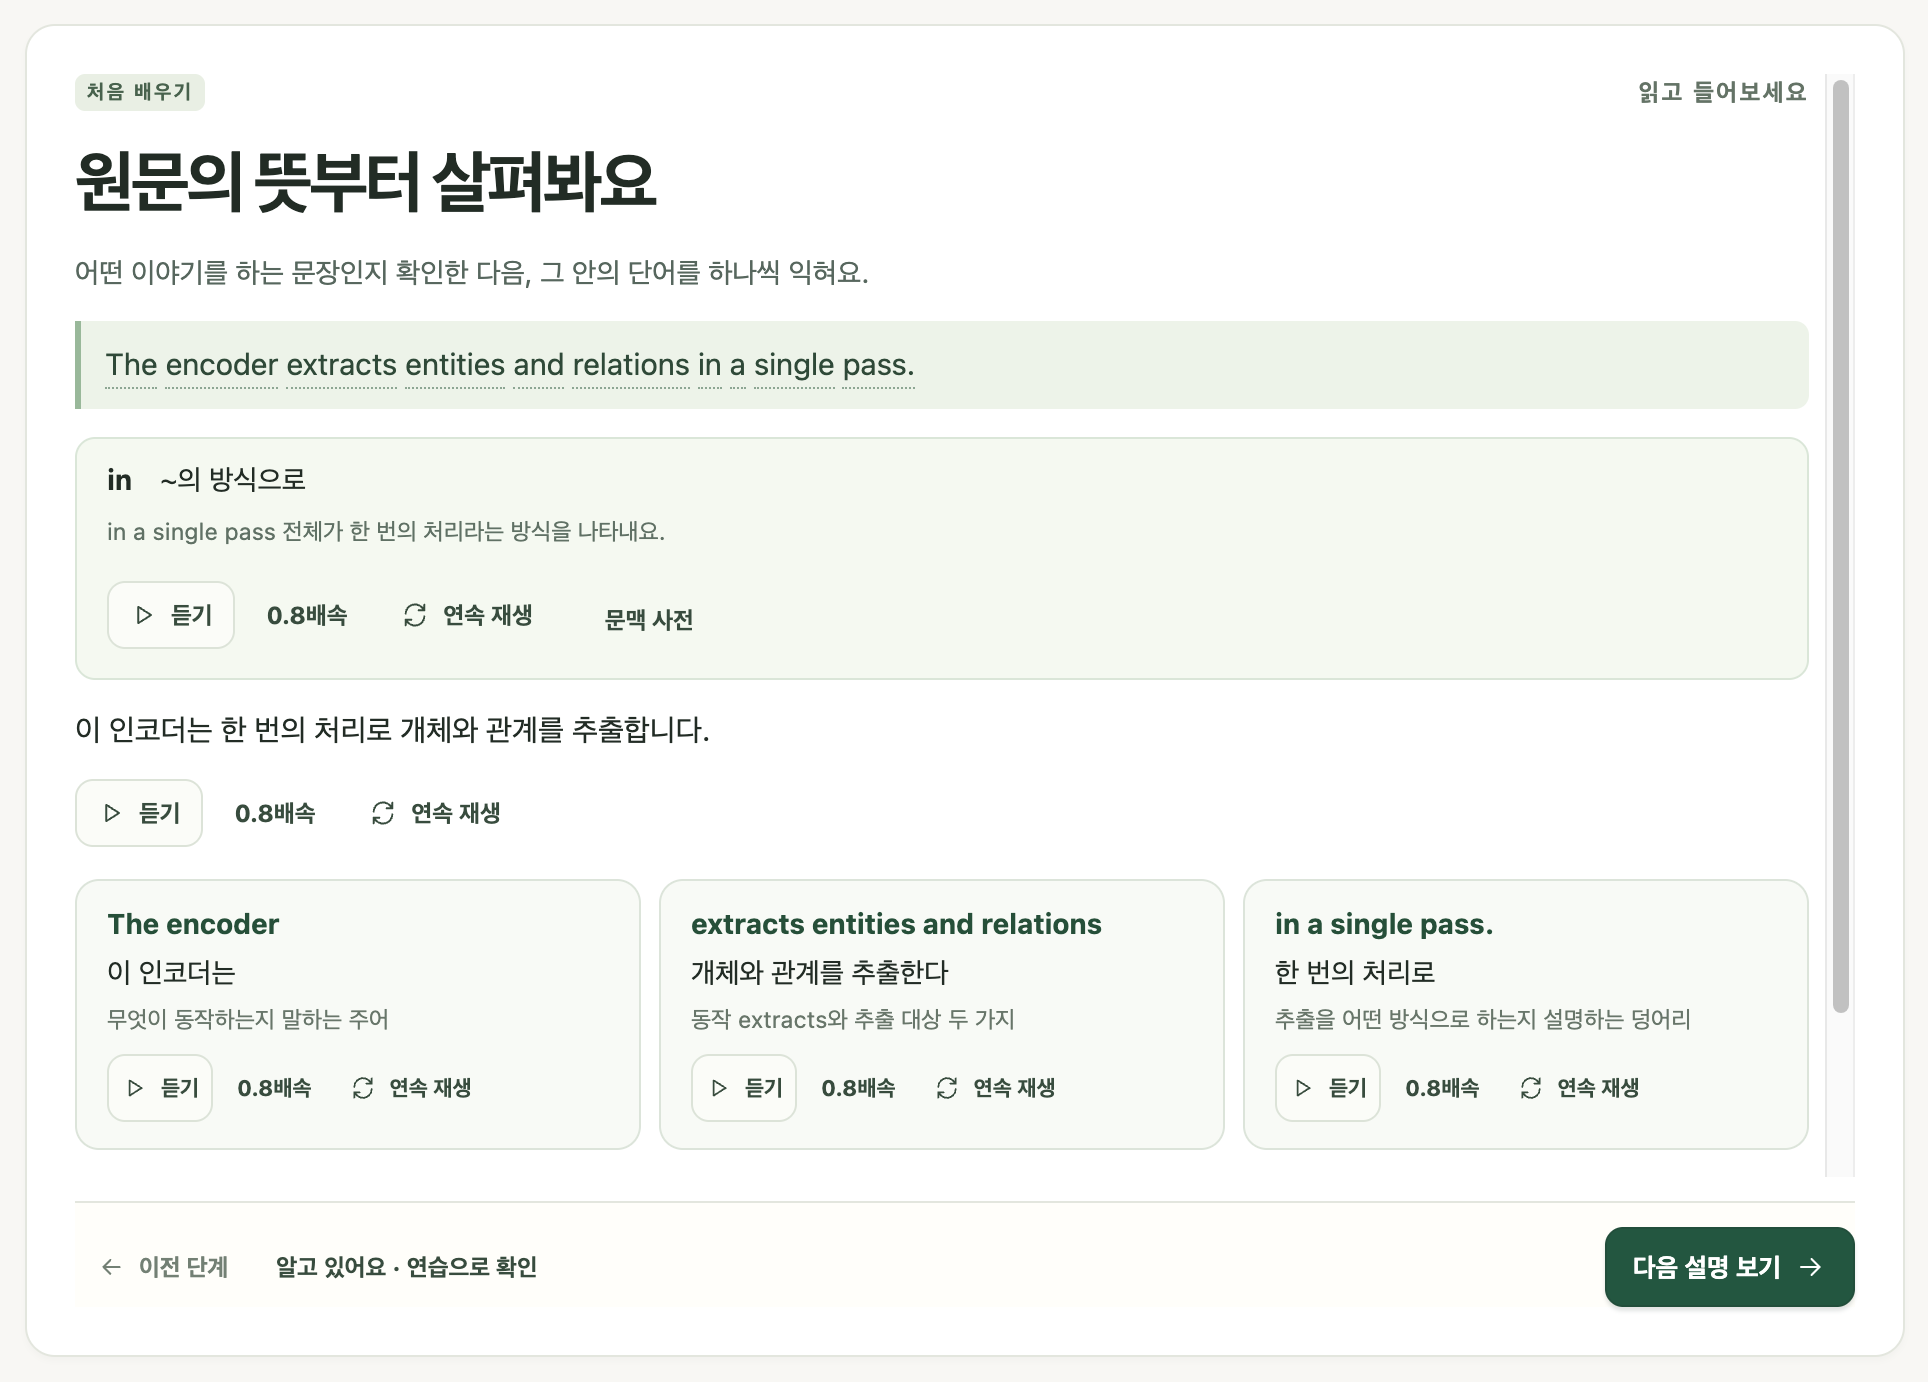 처음 배우기
읽고 들어보세요
원문의 뜻부터 살펴봐요
어떤 이야기를 하는 문장인지 확인한 다음, 그 안의 단어를 하나씩 익혀요.
The encoder extracts entities and relations in a single pass.
in ~의 방식으로
in a single pass 전체가 한 번의 처리라는 방식을 나타내요.
듣기 0.8배속 연속 재생 문맥 사전
이 인코더는 한 번의 처리로 개체와 관계를 추출합니다.
듣기 0.8배속 연속 재생
The encoder
이 인코더는
무엇이 동작하는지 말하는 주어
듣기 0.8배속 연속 재생
extracts entities and relations
개체와 관계를 추출한다
동작 extracts와 추출 대상 두 가지
듣기 0.8배속 연속 재생
in a single pass.
한 번의 처리로
추출을 어떤 방식으로 하는지 설명하는 덩어리
듣기 0.8배속 연속 재생
← 이전 단계 알고 있어요 · 연습으로 확인
다음 설명 보기 →